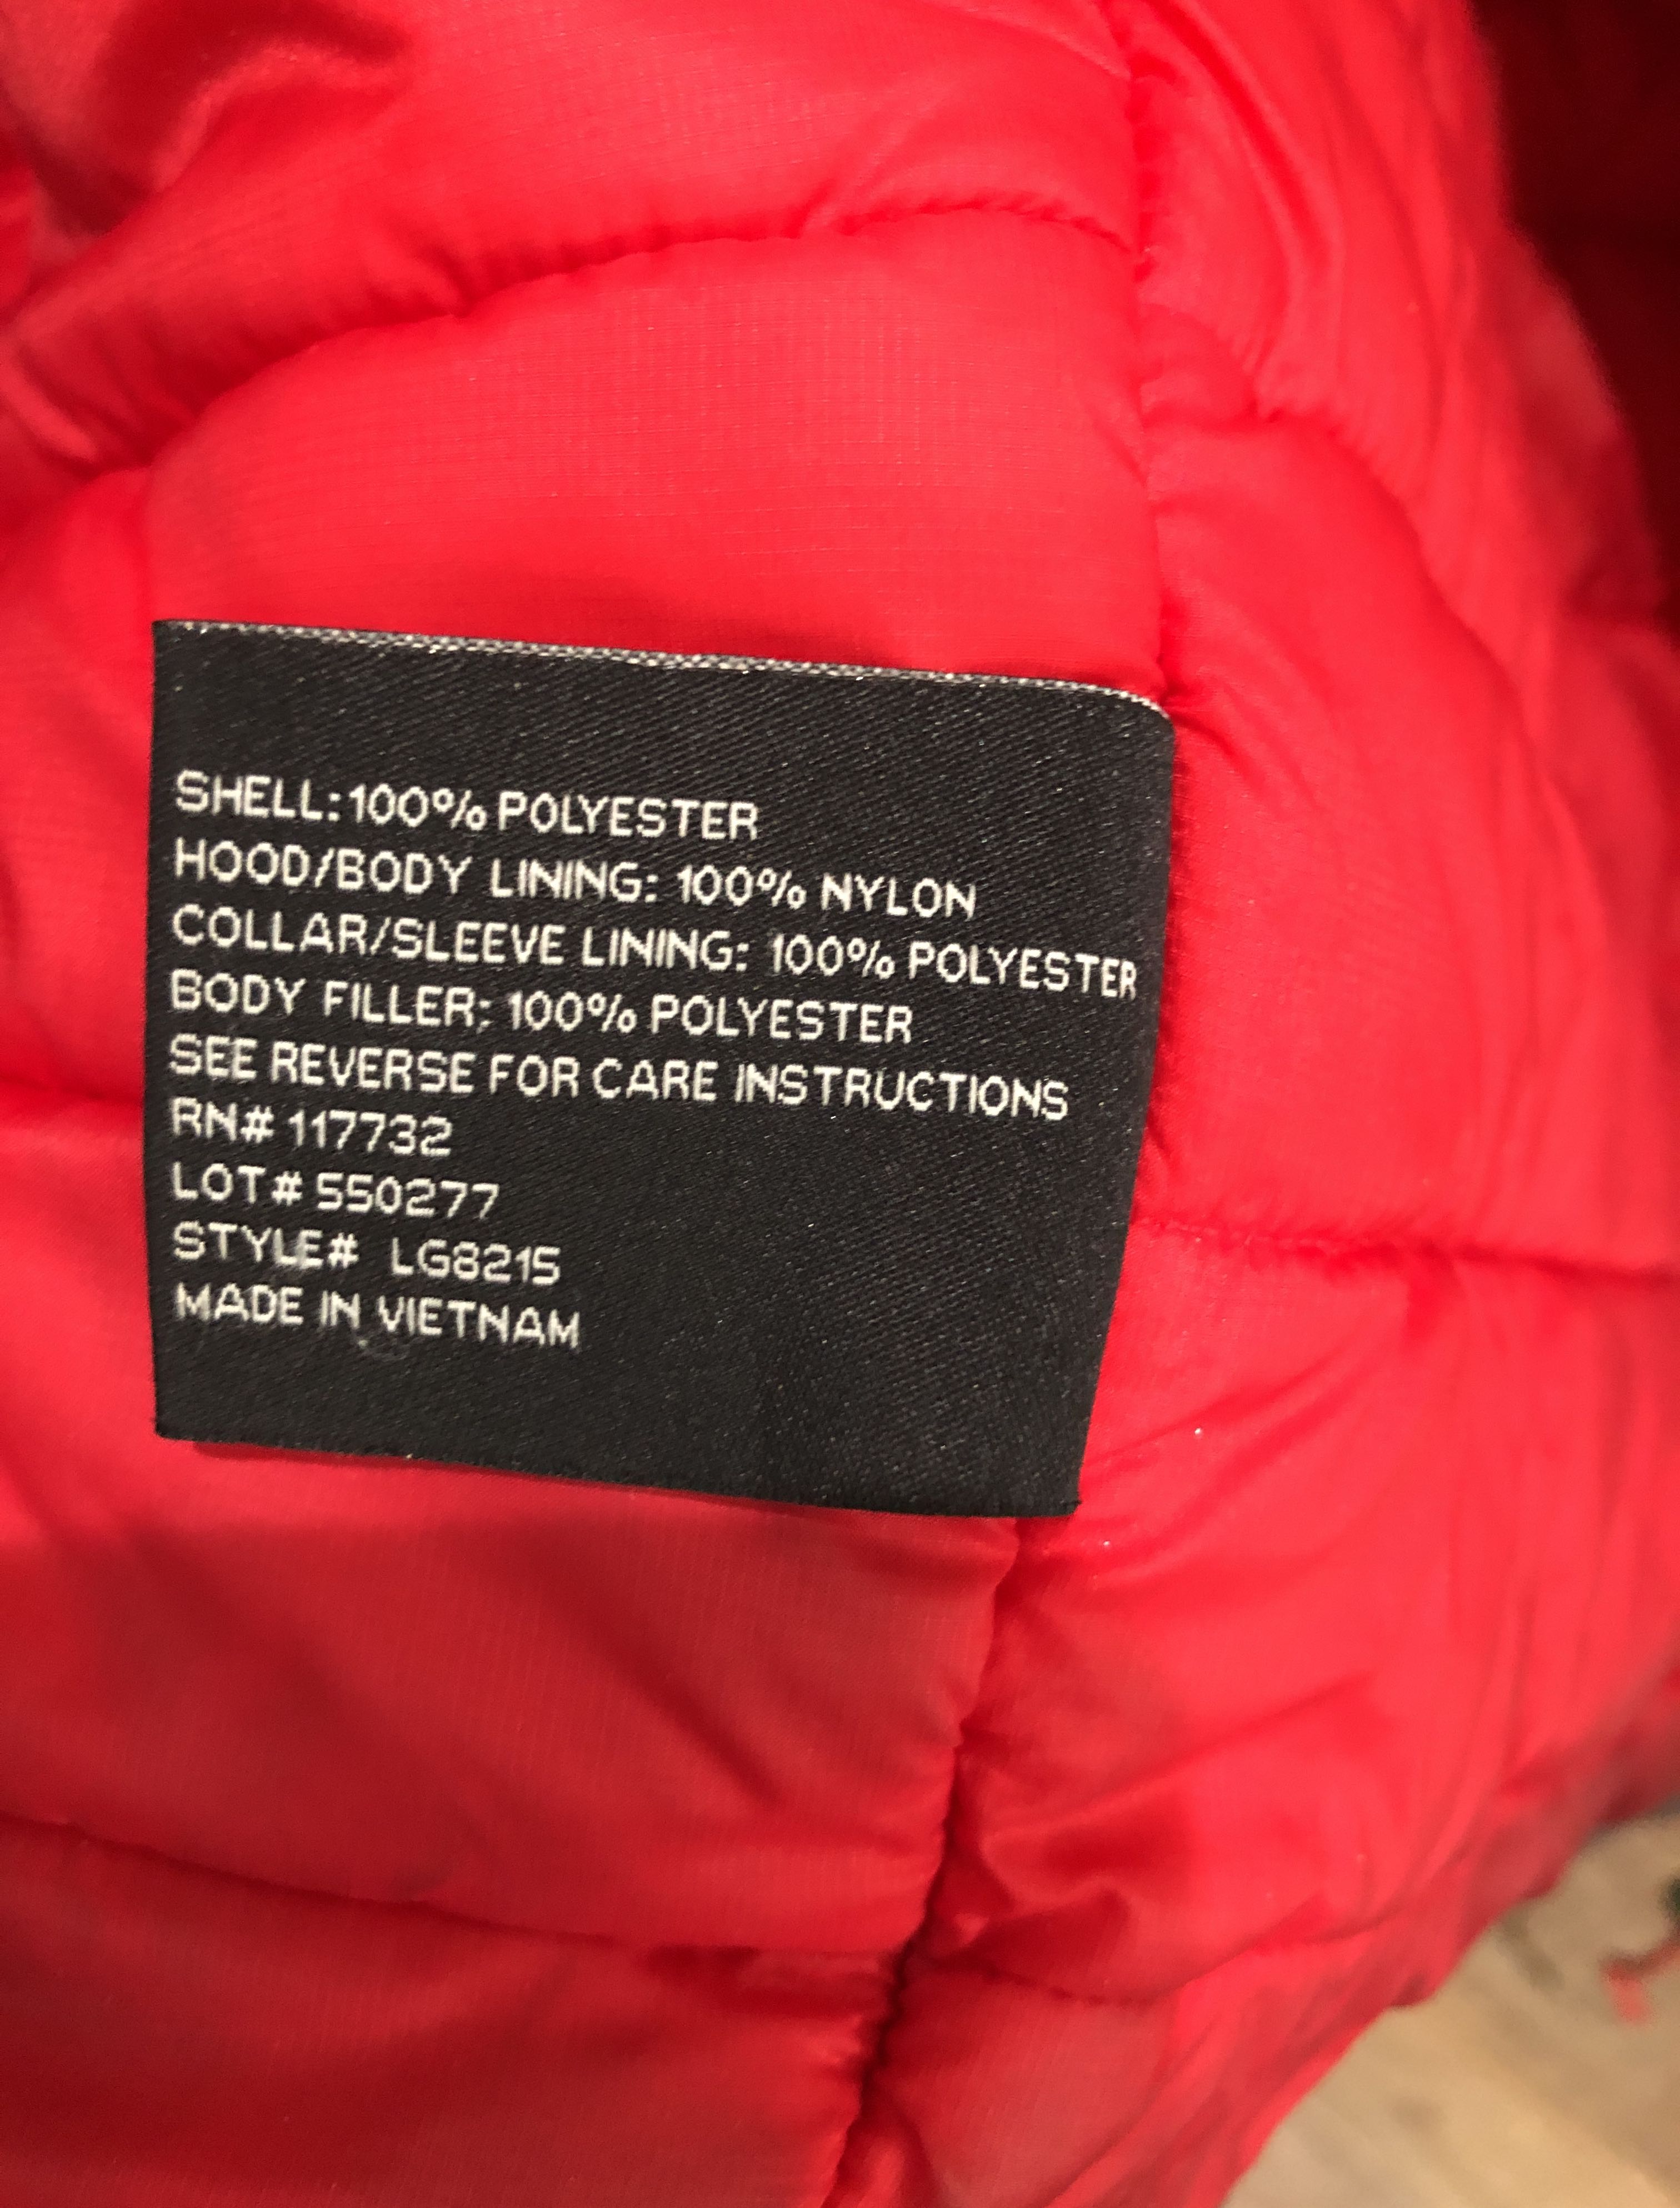 SHELL: 100% POLYESTER
HOOD/BODY LINING: 100% NYLON
COLLAR/SLEEVE LINING: 100% POLYESTER
BODY FILLER: 100% POLYESTER
SEE REVERSE FOR CARE INSTRUCTIONS
RN# 117732
LOT# 550277
STYLE# LG8215
MADE IN VIETNAM